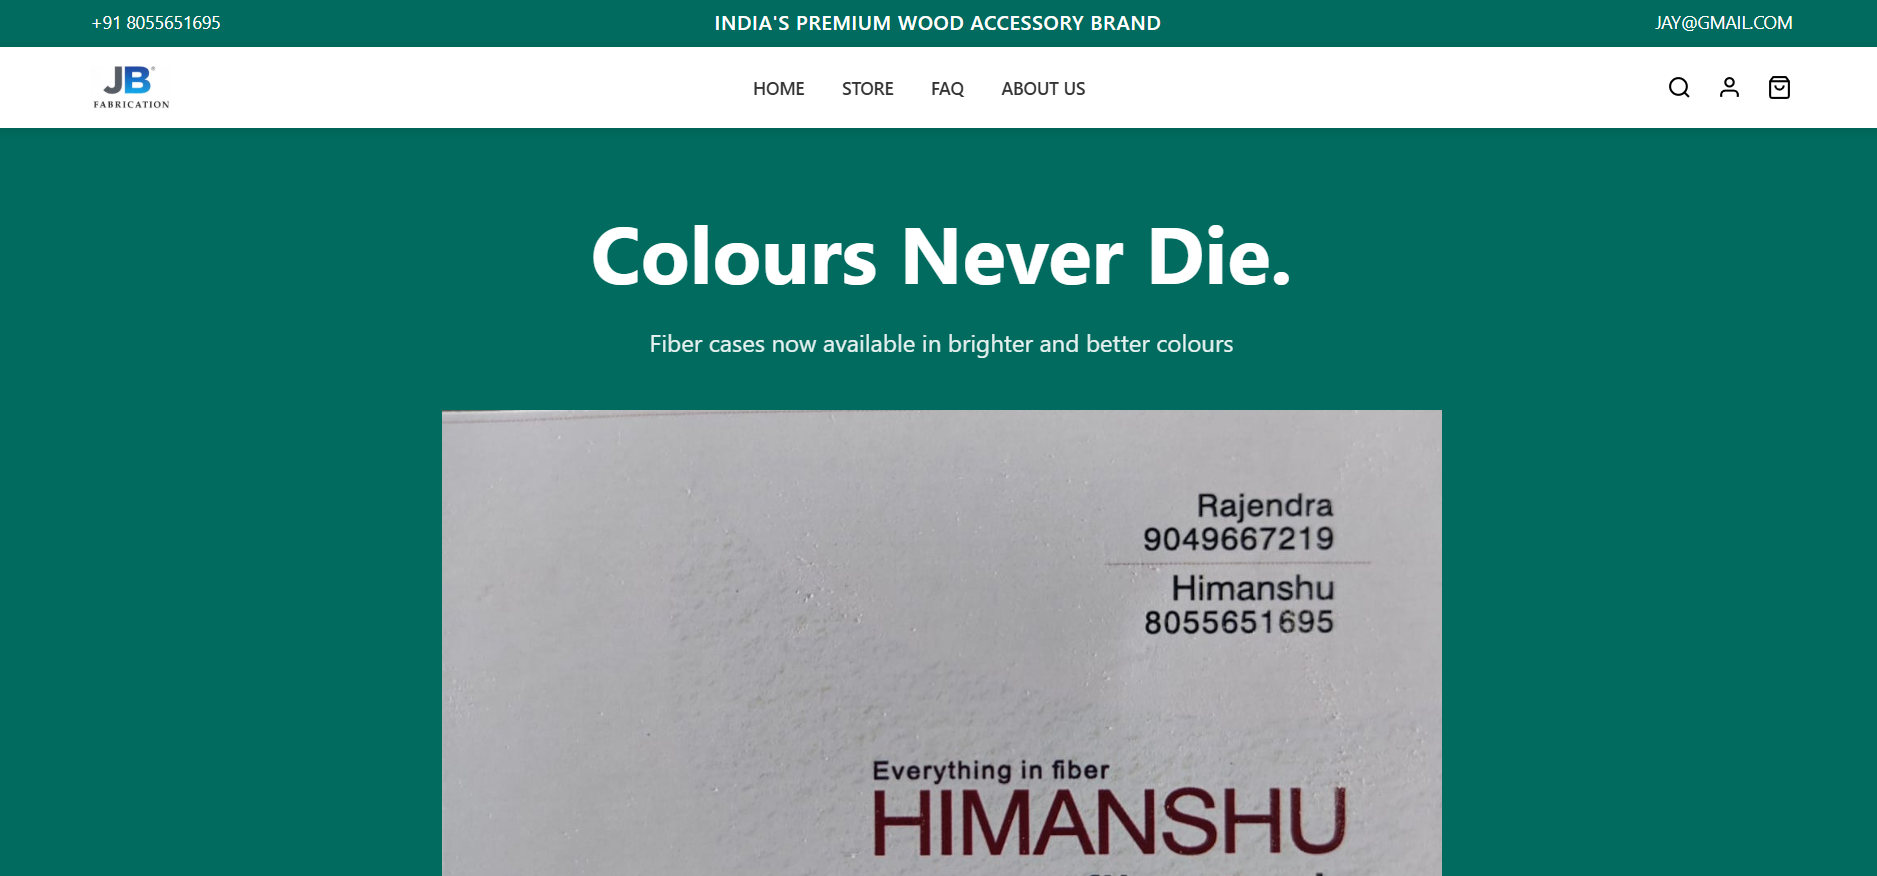 +91 8055651695
INDIA'S PREMIUM WOOD ACCESSORY BRAND
JAY@GMAIL.COM
JB
FABRICATION
HOME
STORE
FAQ
ABOUT US
Colours Never Die.
Fiber cases now available in brighter and better colours
Rajendra
9049667219
Himanshu
8055651695
Everything in fiber
HIMANSHU